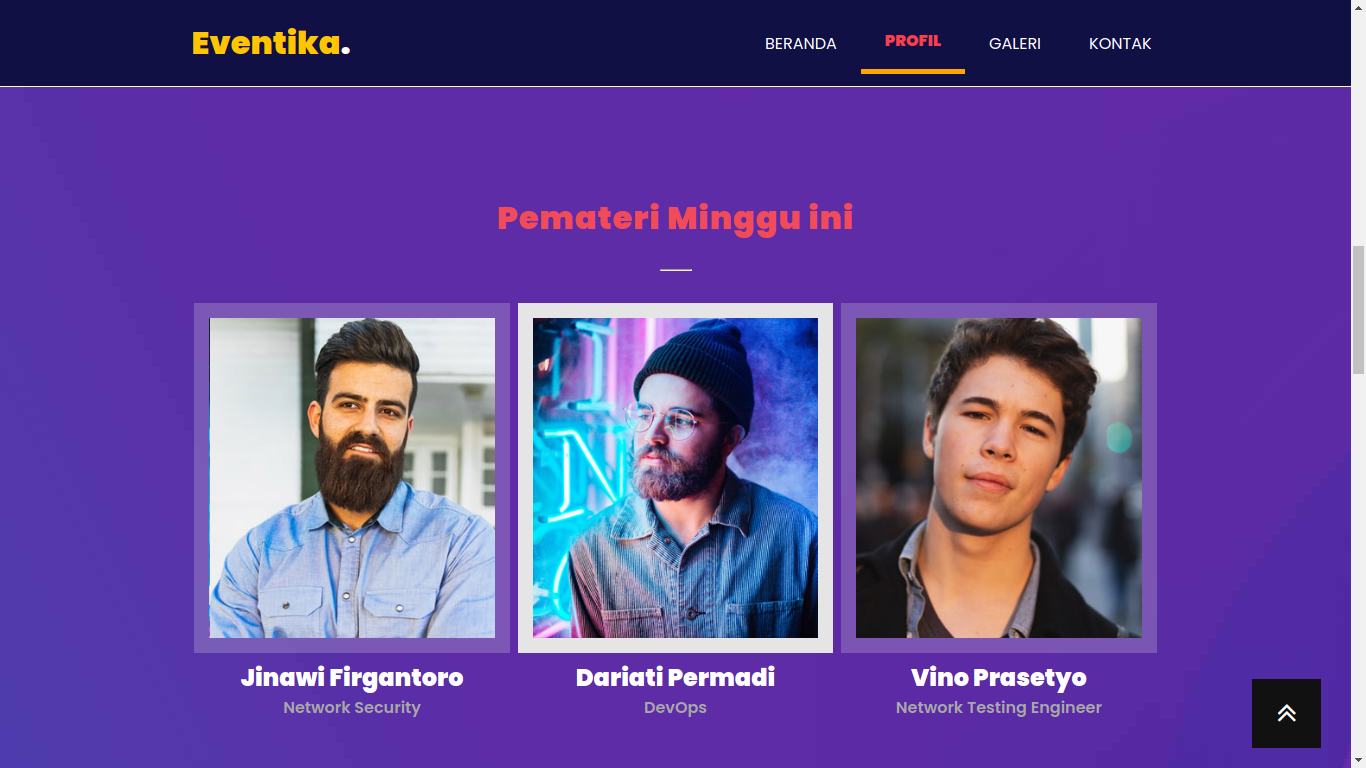 Eventika.
BERANDA PROFIL GALERI KONTAK
Pemateri Minggu ini
N
Jinawi Firgantoro
Network Security
Dariati Permadi
DevOps
Vino Prasetyo
Network Testing Engineer